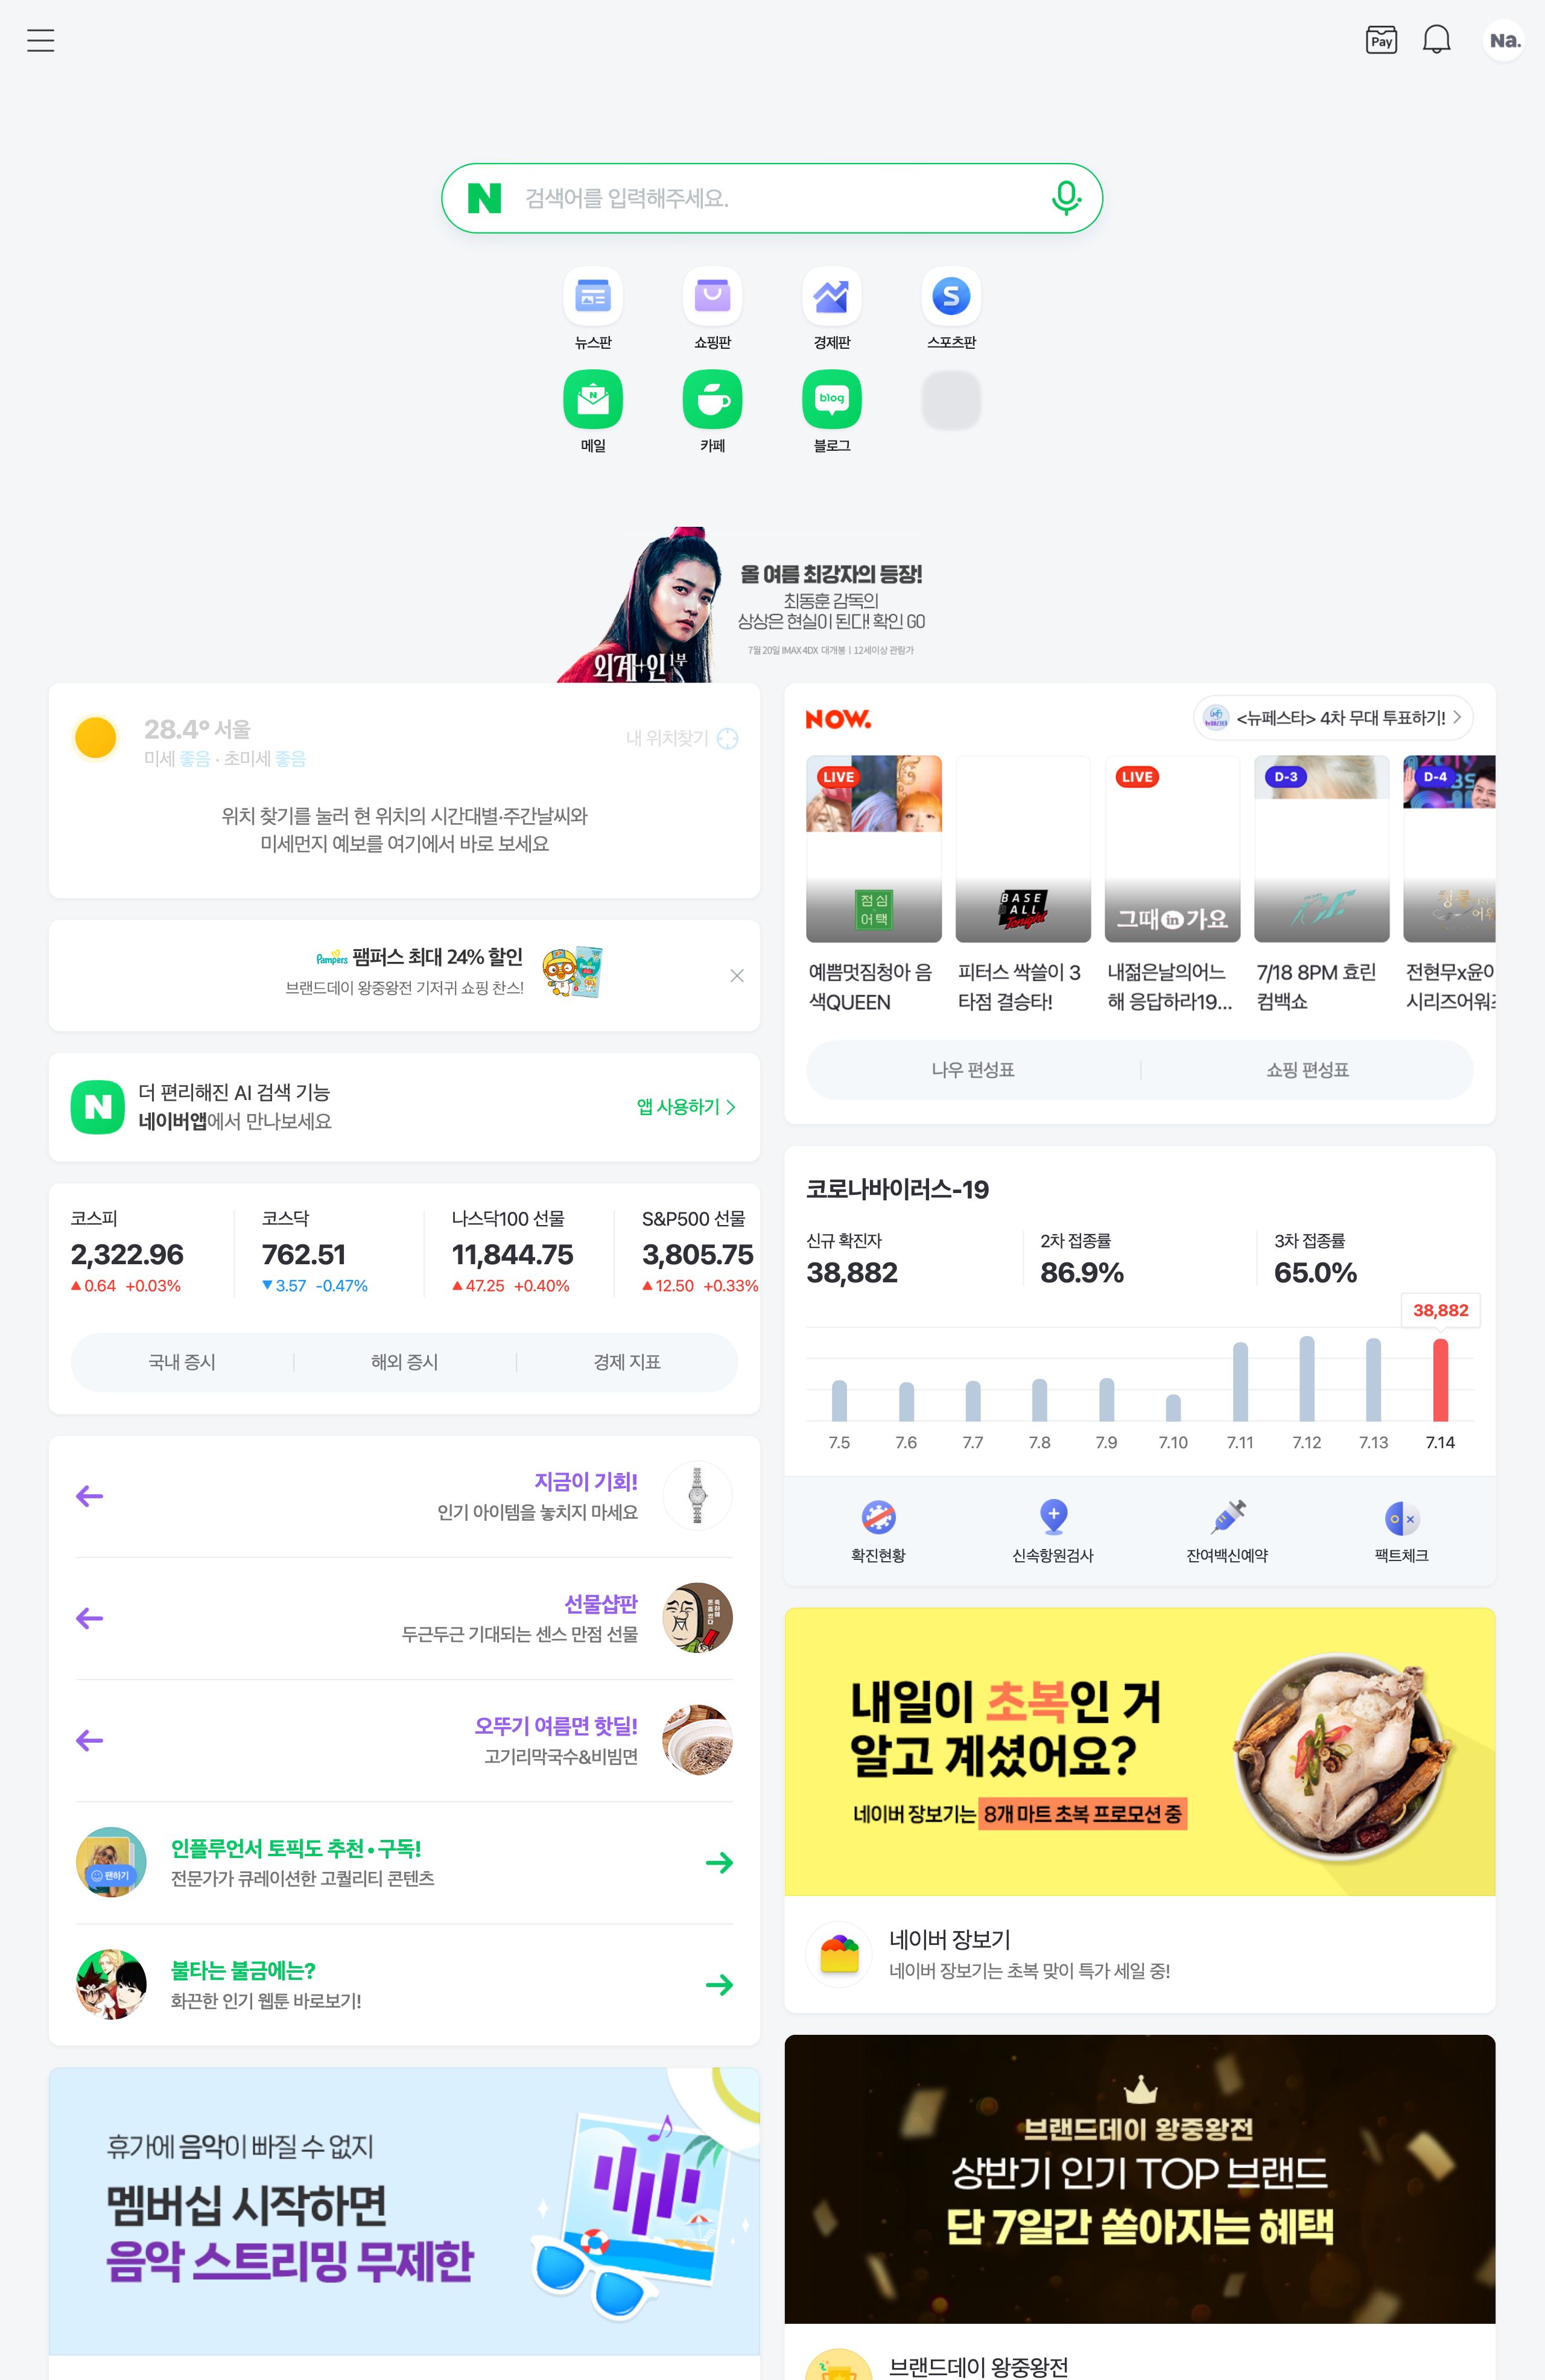 Pay
Na.
N
검색어를 입력해주세요.
뉴스판
쇼핑판
경제판
S
스포츠판
N
메일
카페
blog
블로그
올 여름 최강자의 등장!
최동훈 감독의
상상은 현실이 된다! 확인 GO
7월 20일 IMAX 4DX 대개봉 | 12세이상 관람가
외계+인 1부
28.4° 서울
미세 좋음 · 초미세 좋음
내 위치찾기
위치 찾기를 눌러 현 위치의 시간대별·주간날씨와
미세먼지 예보를 여기에서 바로 보세요
Pampers 팸퍼스 최대 24% 할인
브랜드데이 왕중왕전 기저귀 쇼핑 찬스!
N
더 편리해진 AI 검색 기능
네이버앱에서 만나보세요
앱 사용하기
코스피
2,322.96
▲0.64 +0.03%
코스닥
762.51
▼3.57 -0.47%
나스닥100 선물
11,844.75
▲47.25 +0.40%
S&P500 선물
3,805.75
▲12.50 +0.33%
국내 증시
해외 증시
경제 지표
지금이 기회!
인기 아이템을 놓치지 마세요
선물샵판
두근두근 기대되는 센스 만점 선물
오뚜기 여름면 핫딜!
고기리막국수&비빔면
팬하기
인플루언서 토픽도 추천•구독!
전문가가 큐레이션한 고퀄리티 콘텐츠
불타는 불금에는?
화끈한 인기 웹툰 바로보기!
휴가에 음악이 빠질 수 없지
멤버십 시작하면
음악 스트리밍 무제한
NOW.
<뉴페스타> 4차 무대 투표하기!
LIVE
점심
어택
예쁨멋짐청아 음
색QUEEN
BASE
BALL
Tonight
피터스 싹쓸이 3
타점 결승타!
LIVE
그때in가요
내젊은날의어느
해 응답하라19...
D-3
7/18 8PM 효린
컴백쇼
D-4
전현무x윤아
시리즈어워즈
나우 편성표
쇼핑 편성표
코로나바이러스-19
신규 확진자
38,882
2차 접종률
86.9%
3차 접종률
65.0%
38,882
7.5
7.6
7.7
7.8
7.9
7.10
7.11
7.12
7.13
7.14
확진현황
신속항원검사
잔여백신예약
팩트체크
내일이 초복인 거
알고 계셨어요?
네이버 장보기는 8개 마트 초복 프로모션 중
네이버 장보기
네이버 장보기는 초복 맞이 특가 세일 중!
브랜드데이 왕중왕전
상반기 인기 TOP 브랜드
단 7일간 쏟아지는 혜택
브랜드데이 왕중왕전